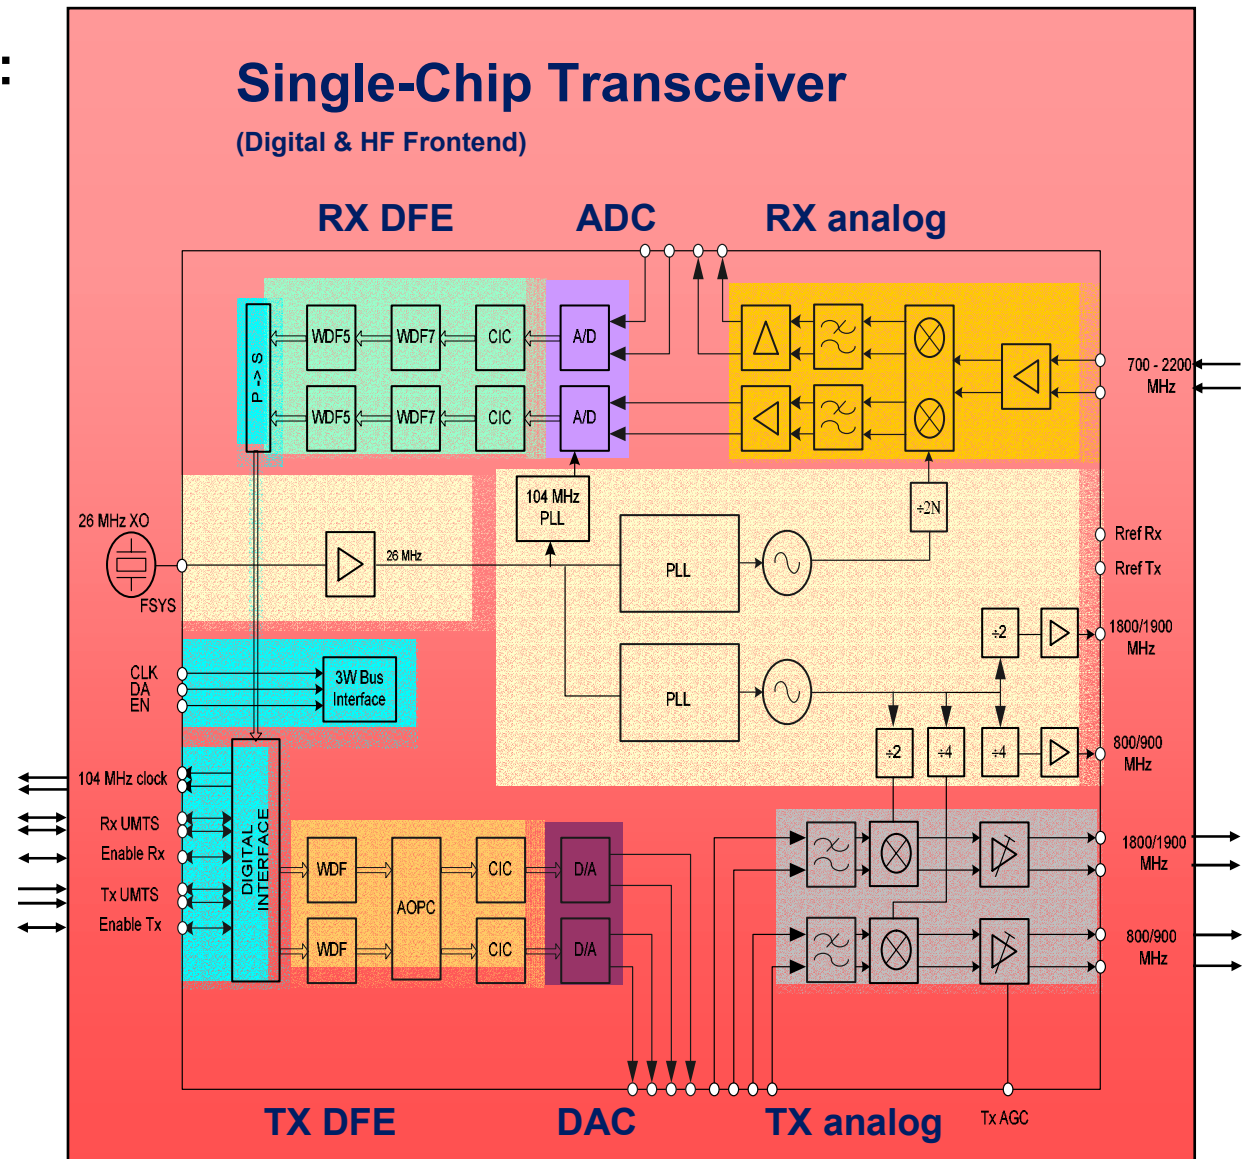 :
Single-Chip Transceiver
(Digital & HF Frontend)
RX DFE
ADC
RX analog
P -> S
WDF5
WDF7
CIC
A/D
WDF5
WDF7
CIC
A/D
700 - 2200
MHz
104 MHz
PLL
÷2N
26 MHz XO
FSYS
26 MHz
PLL
Rref Rx
Rref Tx
÷2
1800/1900
MHz
CLK
DA
EN
3W Bus
Interface
PLL
÷2
÷4
÷4
800/900
MHz
104 MHz clock
Rx UMTS
Enable Rx
Tx UMTS
Enable Tx
DIGITAL
INTERFACE
WDF
AOPC
CIC
D/A
WDF
CIC
D/A
1800/1900
MHz
800/900
MHz
TX DFE
DAC
TX analog
Tx AGC